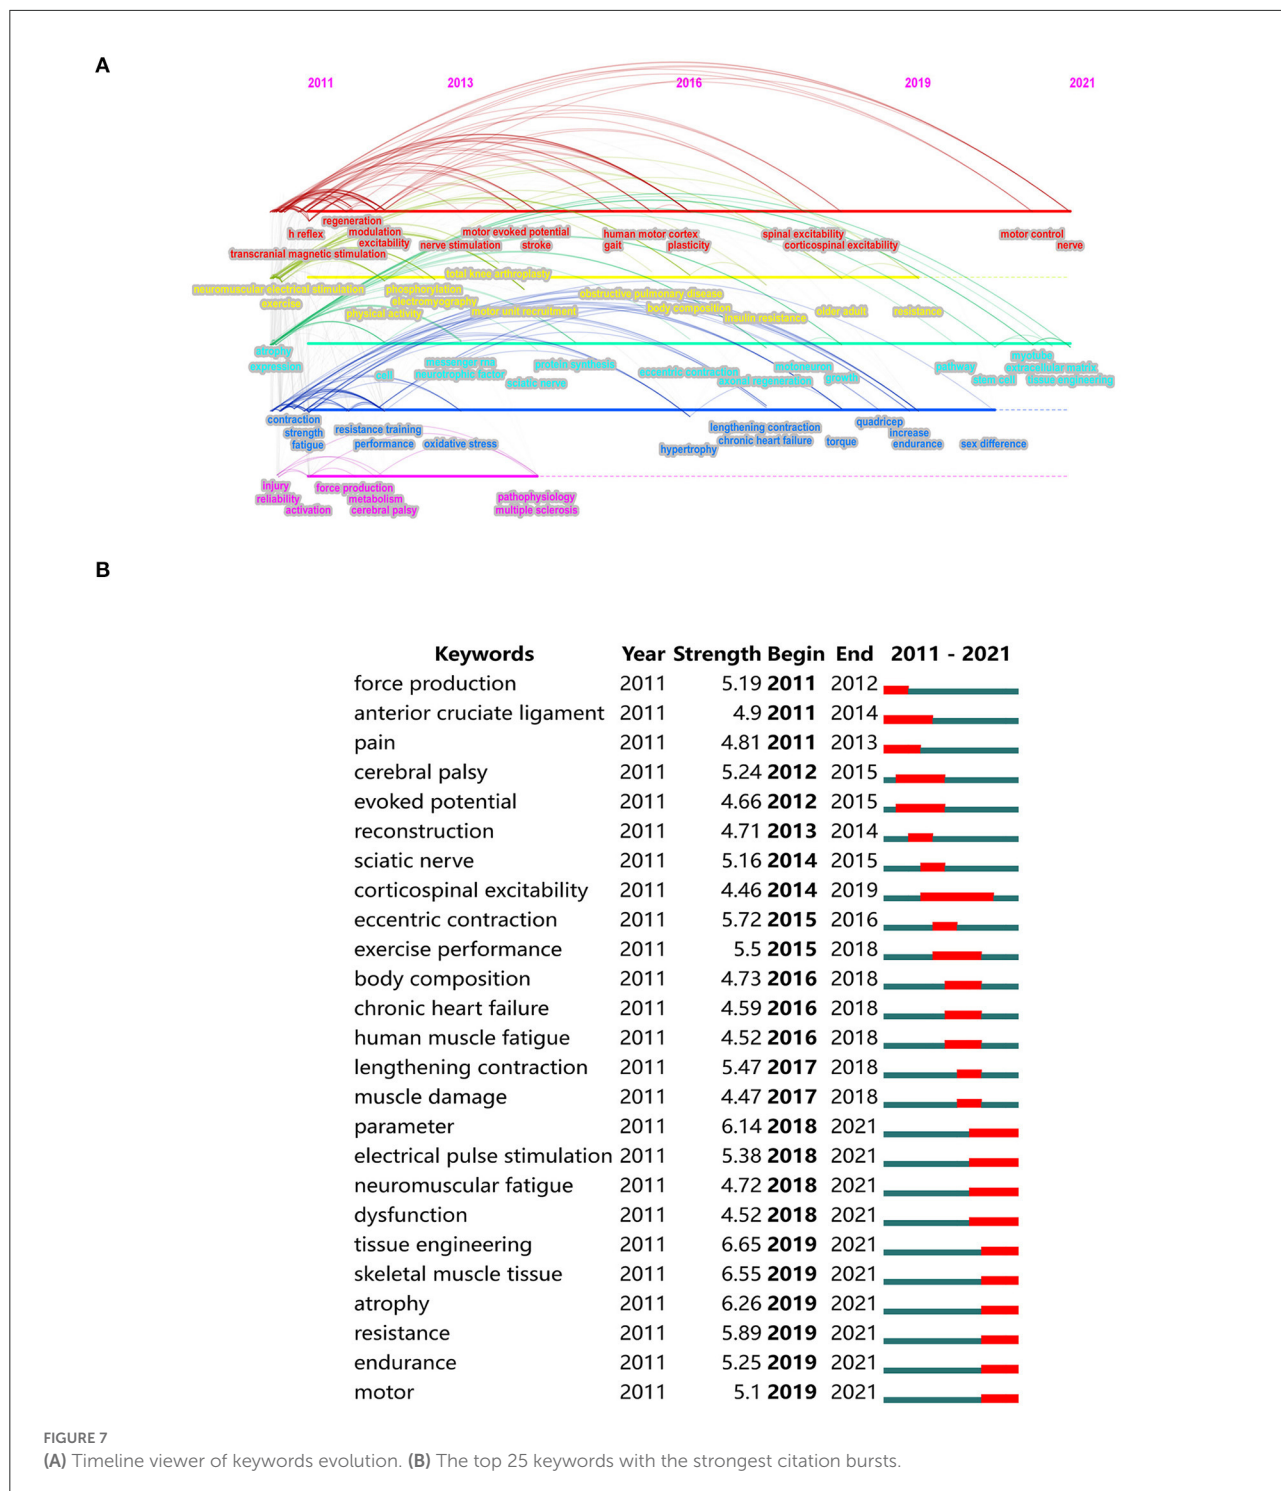 A
2011 2013 2016 2019 2021
regeneration
h reflex modulation motor evoked potential human motor cortex spinal excitability motor control
excitability nerve stimulation stroke gait plasticity corticospinal excitability nerve
transcranial magnetic stimulation
total knee arthroplasty
neuromuscular electrical stimulation phosphorylation obstructive pulmonary disease
exercise electromyography body composition
physical activity motor unit recruitment insulin resistance older adult resistance
atrophy myotube
expression messenger rna protein synthesis motoneuron pathway extracellular matrix
cell neurotrophic factor eccentric contraction growth stem cell tissue engineering
sciatic nerve axonal regeneration
contraction quadricep
strength resistance training lengthening contraction increase
fatigue performance oxidative stress chronic heart failure torque endurance sex difference
hypertrophy
injury force production
reliability metabolism pathophysiology
activation cerebral palsy multiple sclerosis
B
Keywords Year Strength Begin End 2011 - 2021
force production 2011 5.19 2011 2012
anterior cruciate ligament 2011 4.9 2011 2014
pain 2011 4.81 2011 2013
cerebral palsy 2011 5.24 2012 2015
evoked potential 2011 4.66 2012 2015
reconstruction 2011 4.71 2013 2014
sciatic nerve 2011 5.16 2014 2015
corticospinal excitability 2011 4.46 2014 2019
eccentric contraction 2011 5.72 2015 2016
exercise performance 2011 5.5 2015 2018
body composition 2011 4.73 2016 2018
chronic heart failure 2011 4.59 2016 2018
human muscle fatigue 2011 4.52 2016 2018
lengthening contraction 2011 5.47 2017 2018
muscle damage 2011 4.47 2017 2018
parameter 2011 6.14 2018 2021
electrical pulse stimulation 2011 5.38 2018 2021
neuromuscular fatigue 2011 4.72 2018 2021
dysfunction 2011 4.52 2018 2021
tissue engineering 2011 6.65 2019 2021
skeletal muscle tissue 2011 6.55 2019 2021
atrophy 2011 6.26 2019 2021
resistance 2011 5.89 2019 2021
endurance 2011 5.25 2019 2021
motor 2011 5.1 2019 2021
FIGURE 7
(A) Timeline viewer of keywords evolution. (B) The top 25 keywords with the strongest citation bursts.